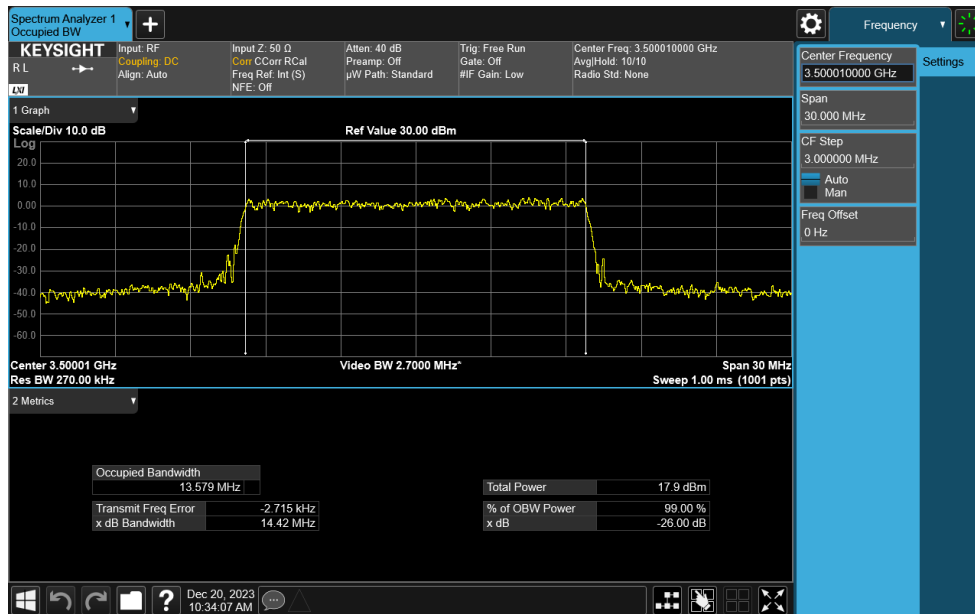 Spectrum Analyzer 1
Occupied BW
Frequency
KEYSIGHT
R L
LXI
Input: RF
Coupling: DC
Align: Auto
Input Z: 50 Ω
Corr CCorr RCal
Freq Ref: Int (S)
NFE: Off
Atten: 40 dB
Preamp: Off
µW Path: Standard
Trig: Free Run
Gate: Off
#IF Gain: Low
Center Freq: 3.500010000 GHz
Avg|Hold: 10/10
Radio Std: None
Center Frequency
3.500010000 GHz
Settings
Span
30.000 MHz
CF Step
3.000000 MHz
Auto
Man
Freq Offset
0 Hz
1 Graph
Scale/Div 10.0 dB
Ref Value 30.00 dBm
Log
20.0
10.0
0.00
-10.0
-20.0
-30.0
-40.0
-50.0
-60.0
Center 3.50001 GHz
Video BW 2.7000 MHz*
Span 30 MHz
Res BW 270.00 kHz
Sweep 1.00 ms (1001 pts)
2 Metrics
Occupied Bandwidth
13.579 MHz
Total Power 17.9 dBm
Transmit Freq Error -2.715 kHz
% of OBW Power 99.00 %
x dB Bandwidth 14.42 MHz
x dB -26.00 dB
?
Dec 20, 2023
10:34:07 AM